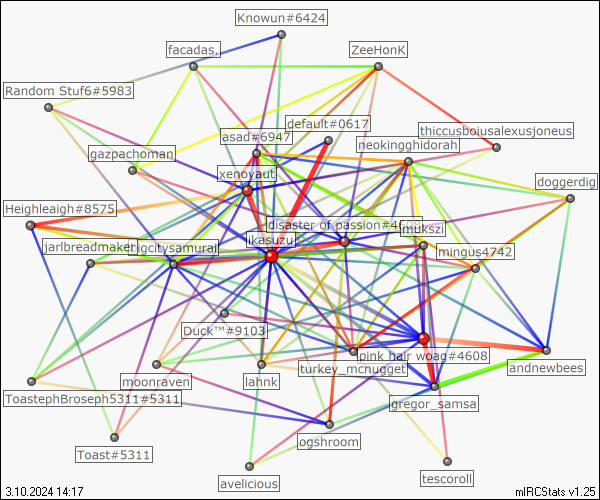 Knowun#6424
facadas.
ZeeHonK
Random Stuf6#5983
default#0617
thiccusboiusalexusjoneus
asad#6947
neokingghidorah
gazpachoman
xenovaut
doggerdig
Heighleaigh#8575
disaster of passion#4
ikasuzu
mukszi
jarlbreadmaker
gcitysamurai
mingus4742
Duck™#9103
pink hair woag#4608
turkey_mcnugget
andnewbees
moonraven
lahnk
ToastephBroseph5311#5311
gregor_samsa
ogshroom
Toast#5311
tescoroll
avelicious
3.10.2024 14:17
mIRCStats v1.25